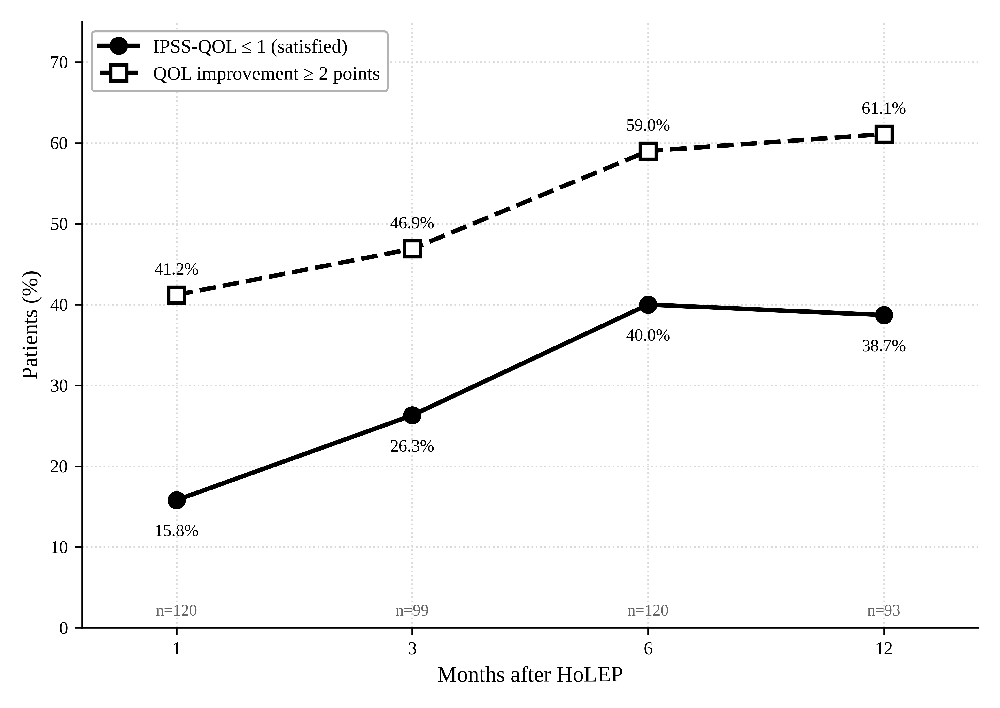 IPSS-QOL ≤ 1 (satisfied)
QOL improvement ≥ 2 points
70
60
50
40
30
20
10
0
Patients (%)
41.2%
46.9%
59.0%
61.1%
15.8%
26.3%
40.0%
38.7%
n=120
n=99
n=120
n=93
1
3
6
12
Months after HoLEP